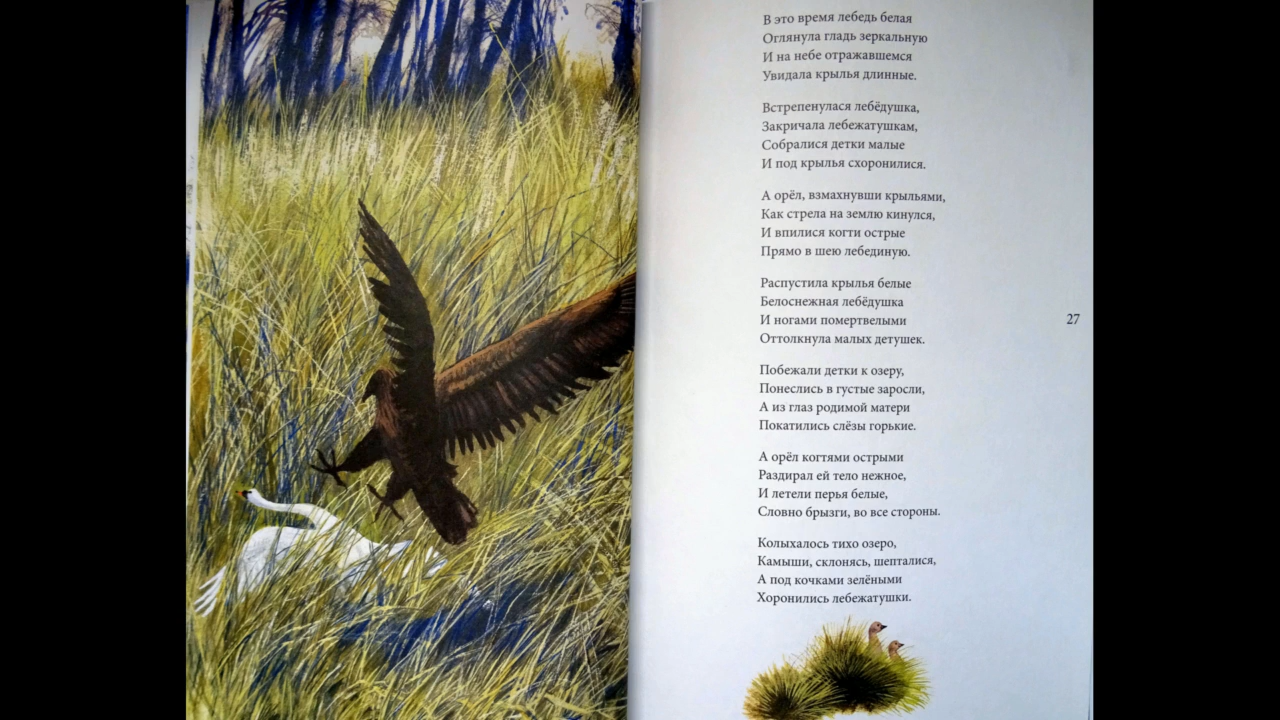 В это время лебедь белая
Оглянула гладь зеркальную
И на небе отражавшемся
Увидала крылья длинные.
Встрепенулася лебёдушка,
Закричала лебежатушкам,
Собралися детки малые
И под крылья схоронилися.
А орёл, взмахнувши крыльями,
Как стрела на землю кинулся,
И впилися когти острые
Прямо в шею лебединую.
Распустила крылья белые
Белоснежная лебёдушка
И ногами помертвелыми
Оттолкнула малых детушек.
Побежали детки к озеру,
Понеслись в густые заросли,
А из глаз родимой матери
Покатились слёзы горькие.
А орёл когтями острыми
Раздирал ей тело нежное,
И летели перья белые,
Словно брызги, во все стороны.
Колыхалось тихо озеро,
Камыши, склонясь, шепталися,
А под кочками зелёными
Хоронились лебежатушки.
27